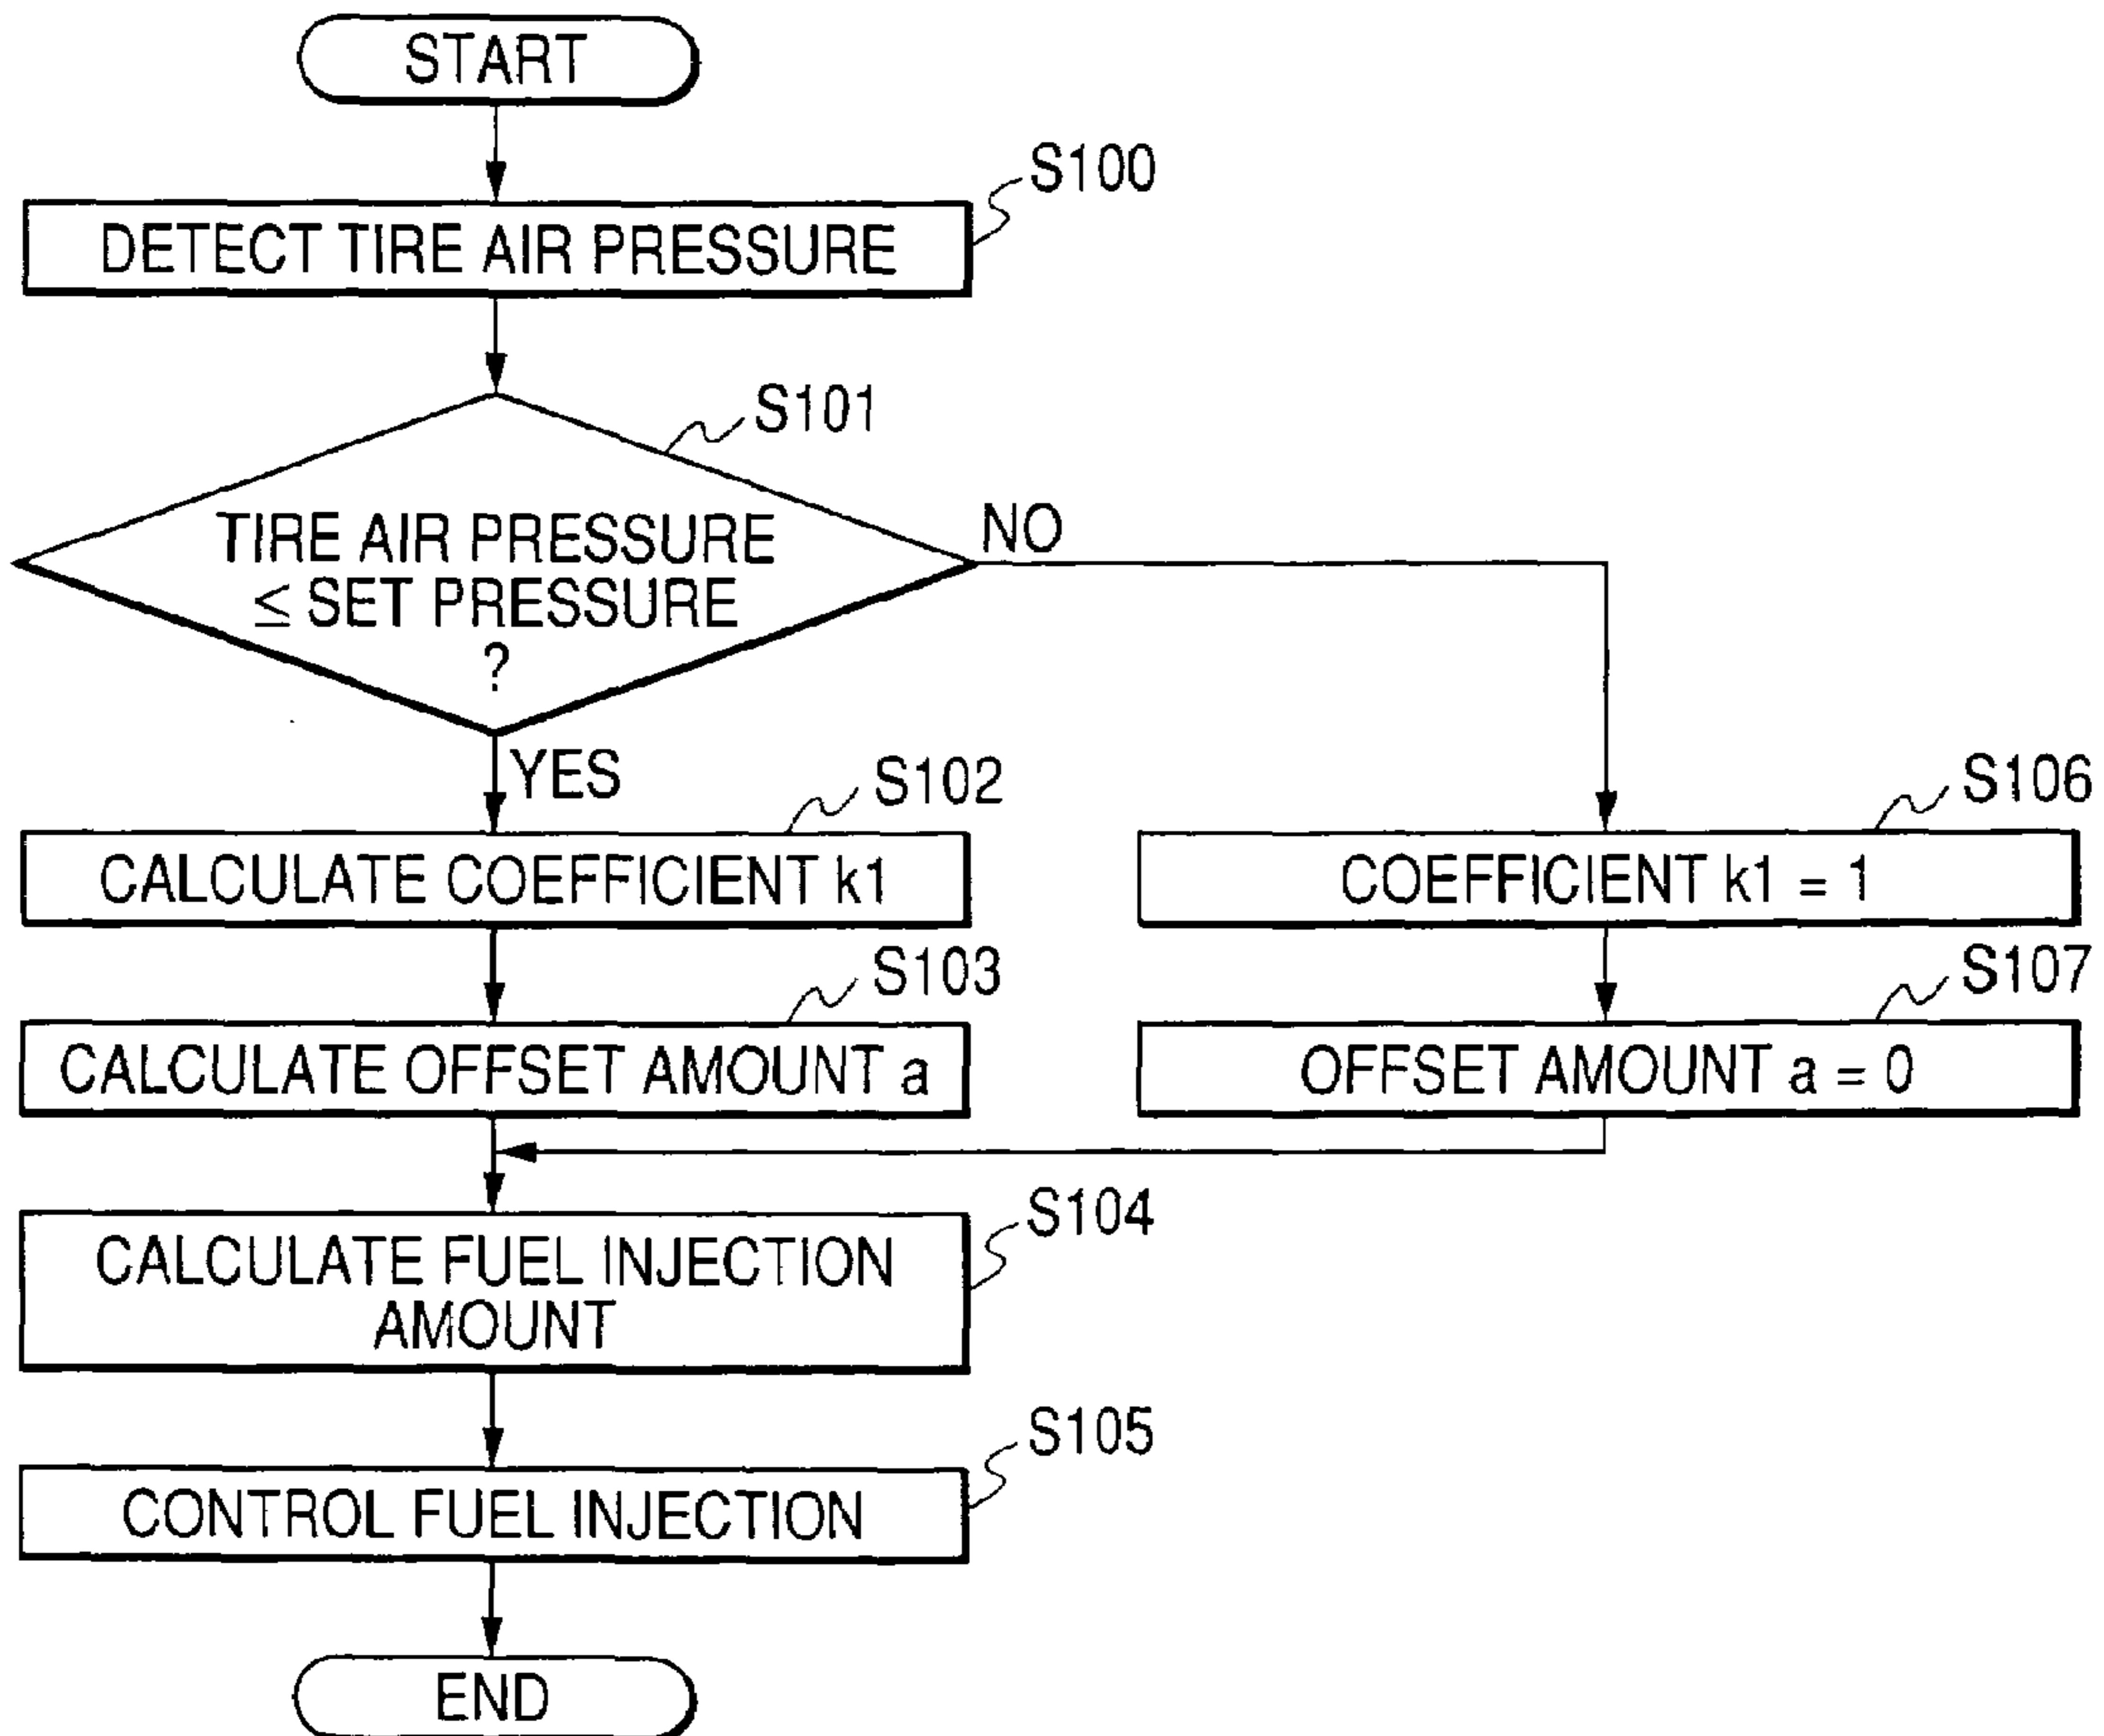 START
S100
DETECT TIRE AIR PRESSURE
S101
TIRE AIR PRESSURE
≤ SET PRESSURE
?
NO
YES
S102
CALCULATE COEFFICIENT k1
S106
COEFFICIENT k1 = 1
S103
CALCULATE OFFSET AMOUNT a
S107
OFFSET AMOUNT a = 0
S104
CALCULATE FUEL INJECTION
AMOUNT
S105
CONTROL FUEL INJECTION
END